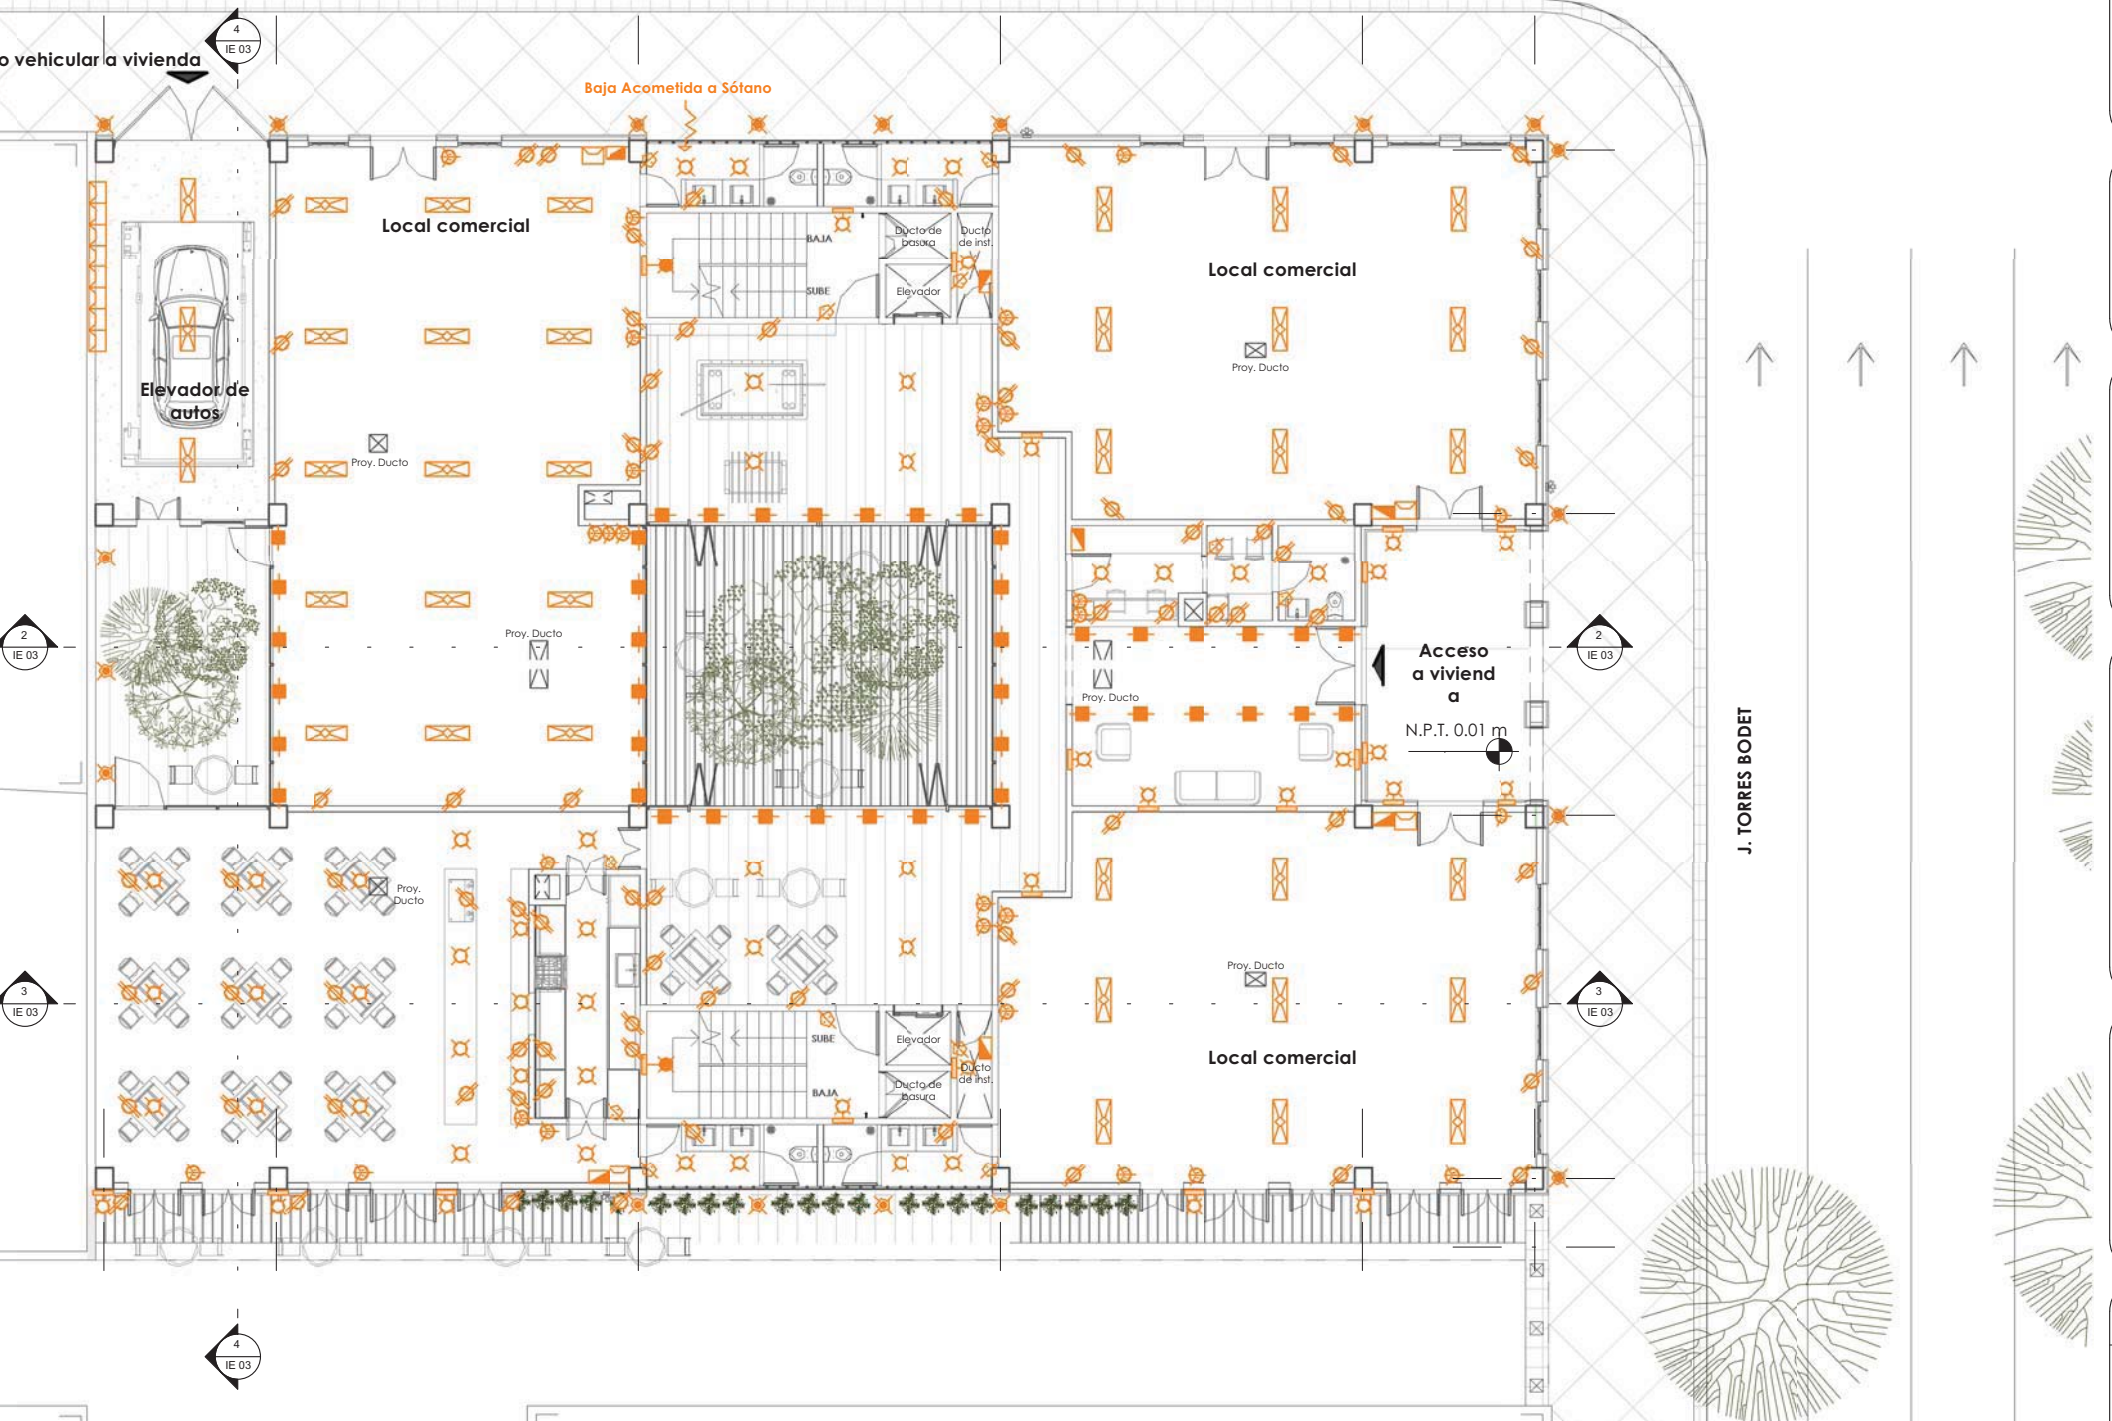 4
IE 03
o vehicular a vivienda
Baja Acometida a Sótano
Local comercial
BAJA
Ducto de
basura
Ducto
de inst.
SUBE
Elevador
Local comercial
Proy. Ducto
Elevador de
autos
Proy. Ducto
2
IE 03
Proy. Ducto
Proy. Ducto
Acceso
a viviend
a
N.P.T. 0.01 m
2
IE 03
J. TORRES BODET
Proy.
Ducto
Proy. Ducto
3
IE 03
3
IE 03
SUBE
Elevador
Local comercial
Ducto
de inst.
BAJA
Ducto de
basura
4
IE 03